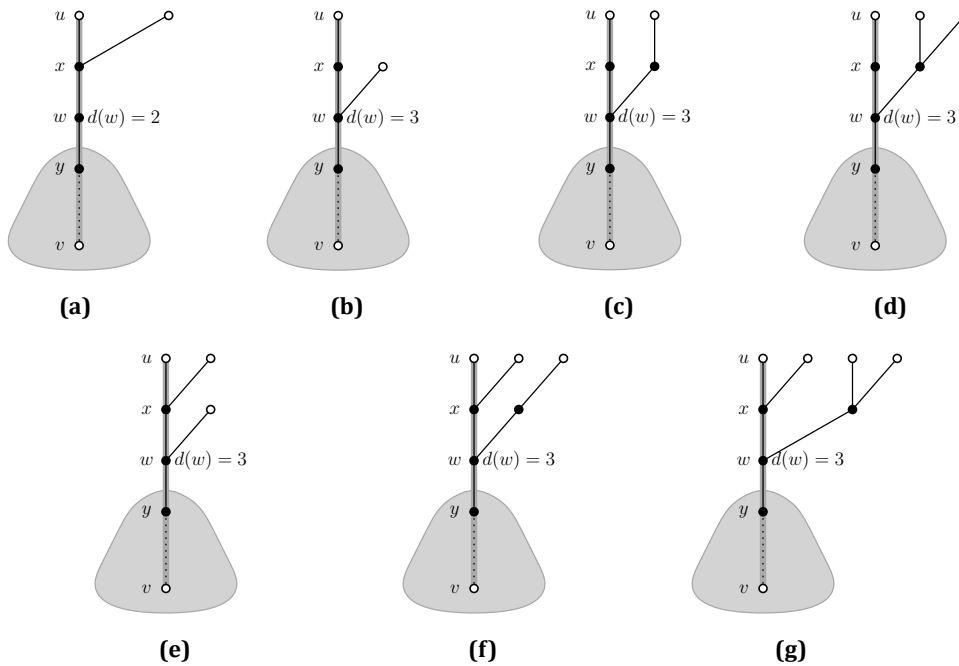 u
x
w d(w) = 2
y
v
(a)
u
x
w d(w) = 3
y
v
(b)
u
x
w d(w) = 3
y
v
(c)
u
x
w d(w) = 3
y
v
(d)
u
x
w d(w) = 3
y
v
(e)
u
x
w d(w) = 3
y
v
(f)
u
x
w d(w) = 3
y
v
(g)